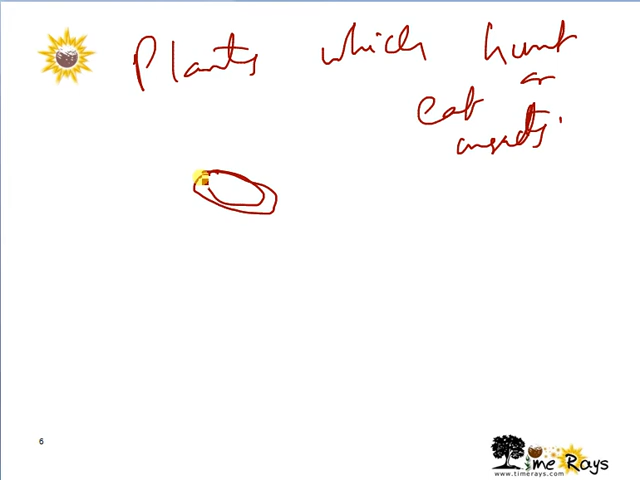 Plants which hunt
or
eat
insects.
6
Time Rays
www.timerays.com